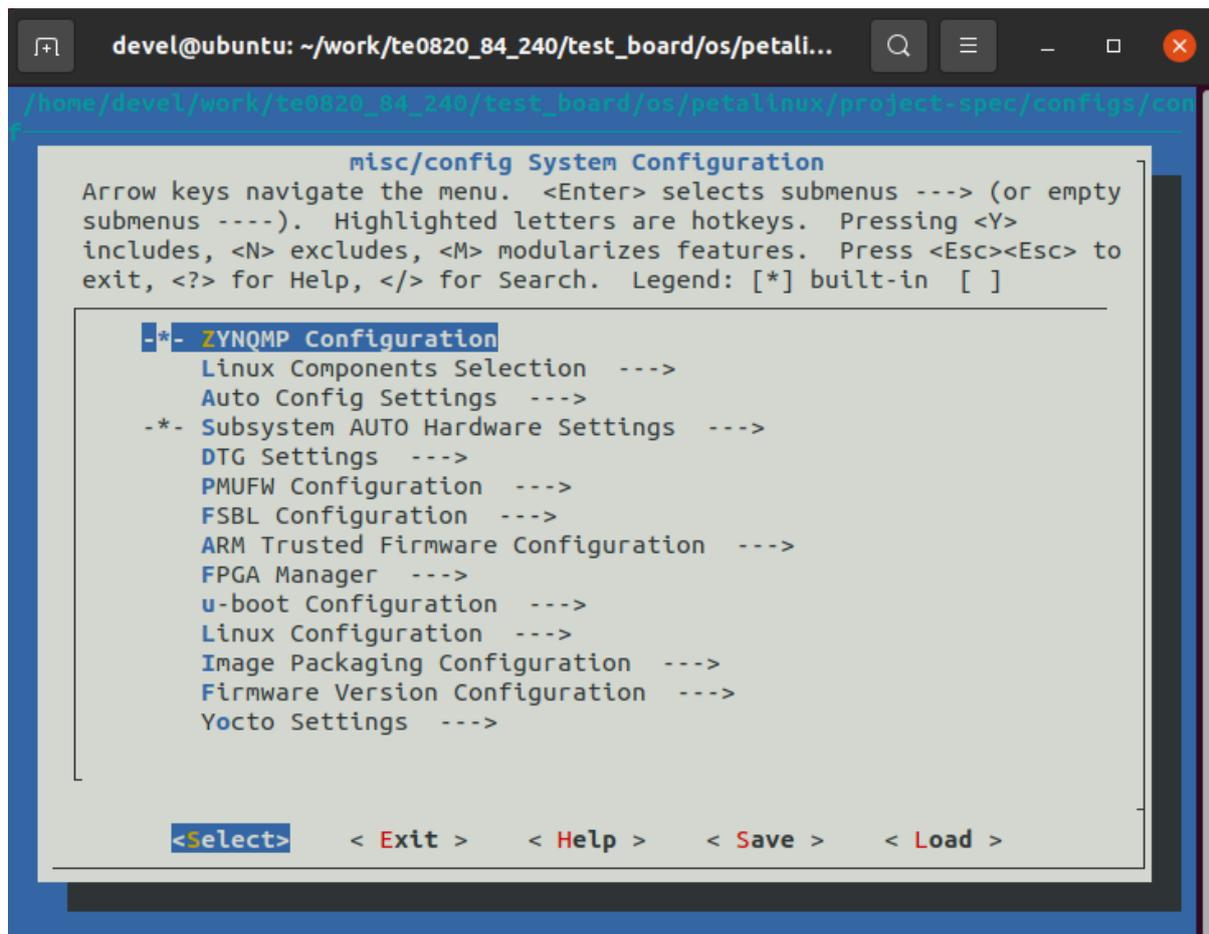 devel@ubuntu: ~/work/te0820_84_240/test_board/os/petali...
/home/devel/work/te0820_84_240/test_board/os/petalinux/project-spec/configs/con
f
misc/config System Configuration
Arrow keys navigate the menu.  <Enter> selects submenus ---> (or empty
submenus ----).  Highlighted letters are hotkeys.  Pressing <Y>
includes, <N> excludes, <M> modularizes features.  Press <Esc><Esc> to
exit, <?> for Help, </> for Search.  Legend: [*] built-in  [ ]
-*- ZYNQMP Configuration
Linux Components Selection  --->
Auto Config Settings  --->
-*- Subsystem AUTO Hardware Settings  --->
DTG Settings  --->
PMUFW Configuration  --->
FSBL Configuration  --->
ARM Trusted Firmware Configuration  --->
FPGA Manager  --->
u-boot Configuration  --->
Linux Configuration  --->
Image Packaging Configuration  --->
Firmware Version Configuration  --->
Yocto Settings  --->
<Select>    < Exit >    < Help >    < Save >    < Load >